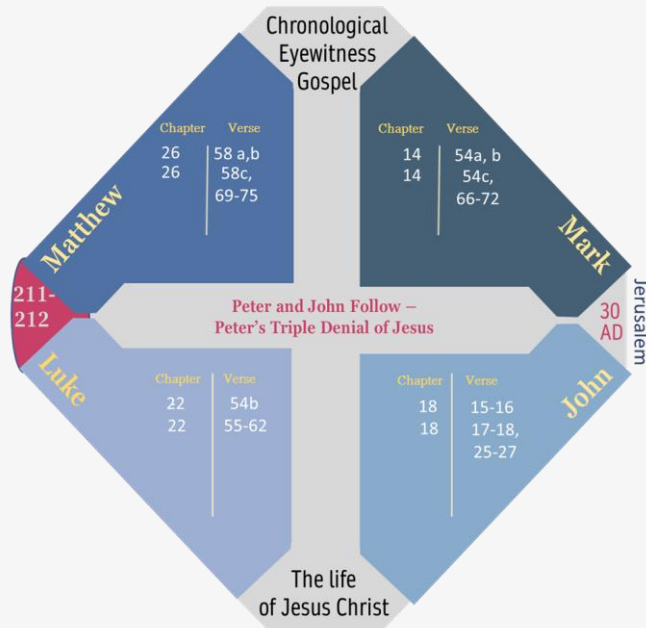 Chronological
Eyewitness
Gospel
Matthew
Chapter Verse
26 58 a,b
26 58c,
69-75
Mark
Chapter Verse
14 54a, b
14 54c,
66-72
211-
212
Peter and John Follow –
Peter's Triple Denial of Jesus
30
AD
Jerusalem
Luke
Chapter Verse
22 54b
22 55-62
John
Chapter Verse
18 15-16
18 17-18,
25-27
The life
of Jesus Christ